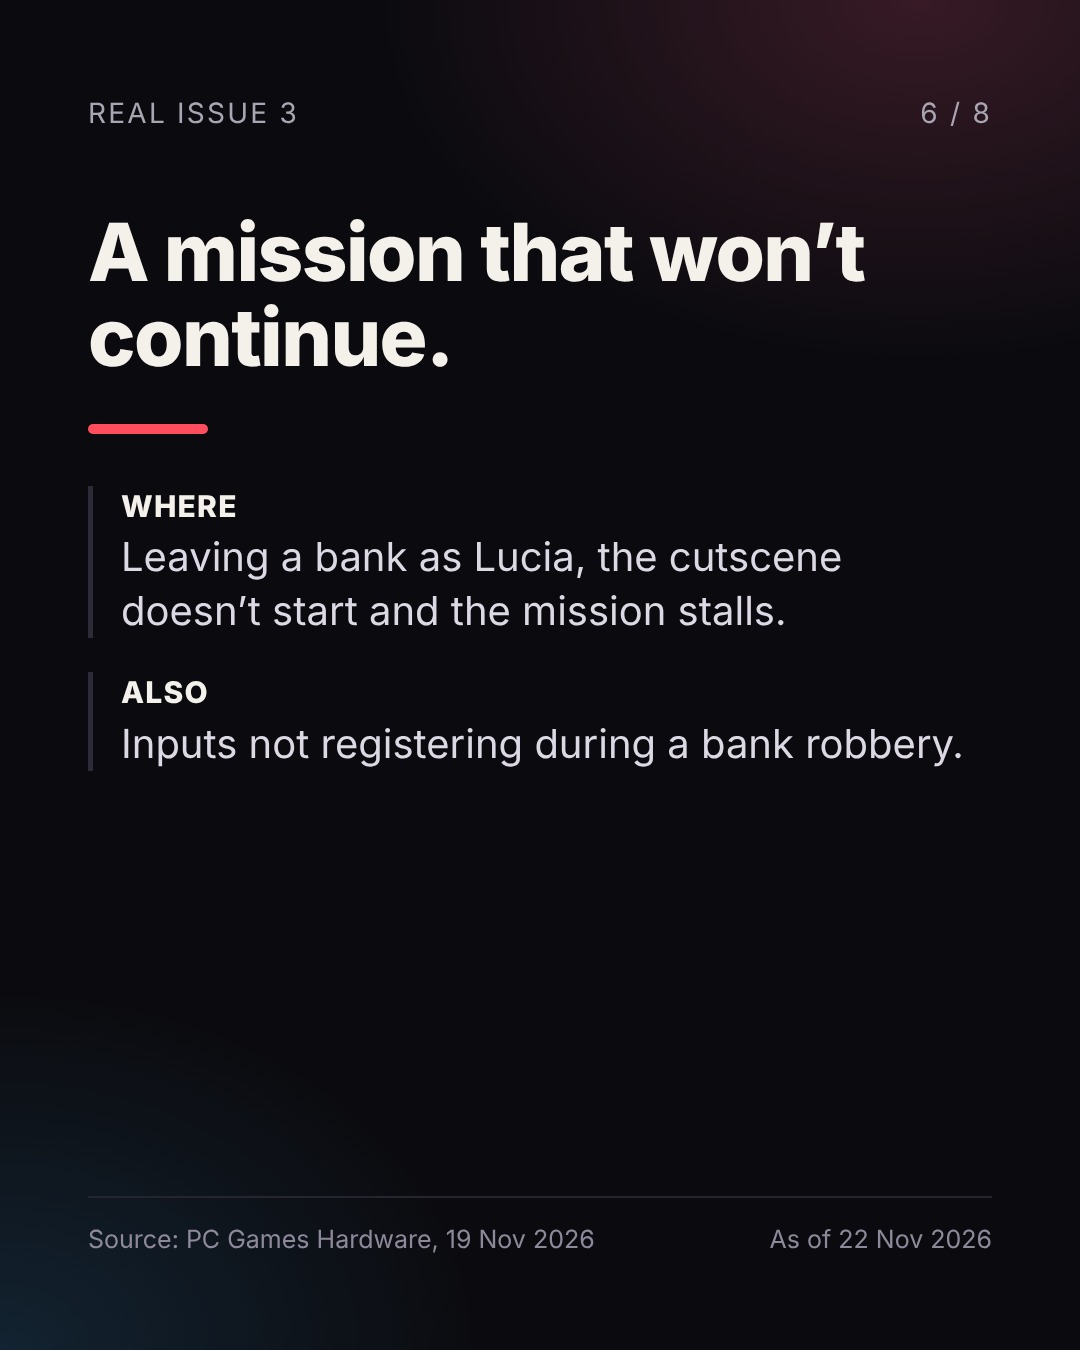 REAL ISSUE 3
6 / 8
A mission that won’t
continue.
WHERE
Leaving a bank as Lucia, the cutscene
doesn’t start and the mission stalls.
ALSO
Inputs not registering during a bank robbery.
Source: PC Games Hardware, 19 Nov 2026
As of 22 Nov 2026